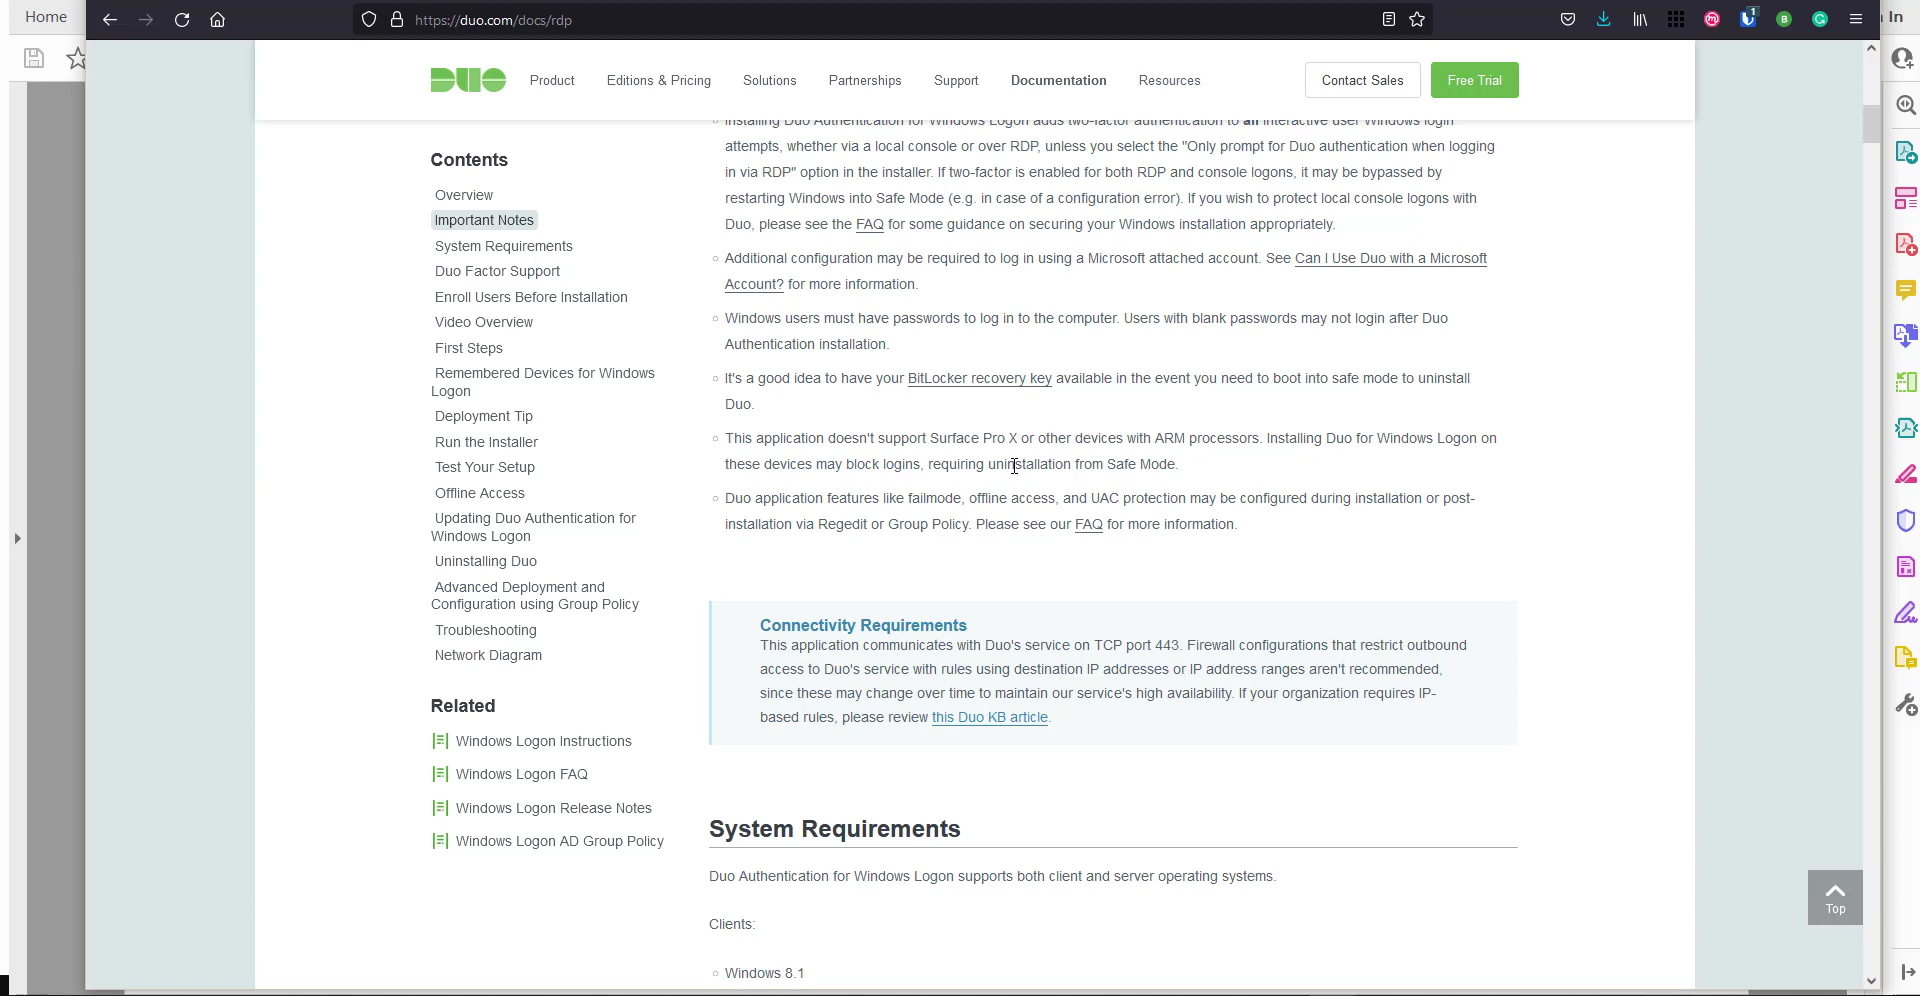 Home
https://duo.com/docs/rdp
1
In
DUO
Product
Editions & Pricing
Solutions
Partnerships
Support
Documentation
Resources
Contact Sales
Free Trial
Contents
Overview
Important Notes
System Requirements
Duo Factor Support
Enroll Users Before Installation
Video Overview
First Steps
Remembered Devices for Windows
Logon
Deployment Tip
Run the Installer
Test Your Setup
Offline Access
Updating Duo Authentication for
Windows Logon
Uninstalling Duo
Advanced Deployment and
Configuration using Group Policy
Troubleshooting
Network Diagram
Related
Windows Logon Instructions
Windows Logon FAQ
Windows Logon Release Notes
Windows Logon AD Group Policy
Installing Duo Authentication for Windows Logon adds two-factor authentication to all interactive user Windows login
attempts, whether via a local console or over RDP, unless you select the "Only prompt for Duo authentication when logging
in via RDP" option in the installer. If two-factor is enabled for both RDP and console logons, it may be bypassed by
restarting Windows into Safe Mode (e.g. in case of a configuration error). If you wish to protect local console logons with
Duo, please see the FAQ for some guidance on securing your Windows installation appropriately.
Additional configuration may be required to log in using a Microsoft attached account. See Can I Use Duo with a Microsoft
Account? for more information.
Windows users must have passwords to log in to the computer. Users with blank passwords may not login after Duo
Authentication installation.
It's a good idea to have your BitLocker recovery key available in the event you need to boot into safe mode to uninstall
Duo.
This application doesn't support Surface Pro X or other devices with ARM processors. Installing Duo for Windows Logon on
these devices may block logins, requiring uninstallation from Safe Mode.
Duo application features like failmode, offline access, and UAC protection may be configured during installation or post-
installation via Regedit or Group Policy. Please see our FAQ for more information.
Connectivity Requirements
This application communicates with Duo's service on TCP port 443. Firewall configurations that restrict outbound
access to Duo's service with rules using destination IP addresses or IP address ranges aren't recommended,
since these may change over time to maintain our service's high availability. If your organization requires IP-
based rules, please review this Duo KB article.
System Requirements
Duo Authentication for Windows Logon supports both client and server operating systems.
Clients:
Windows 8.1
Top